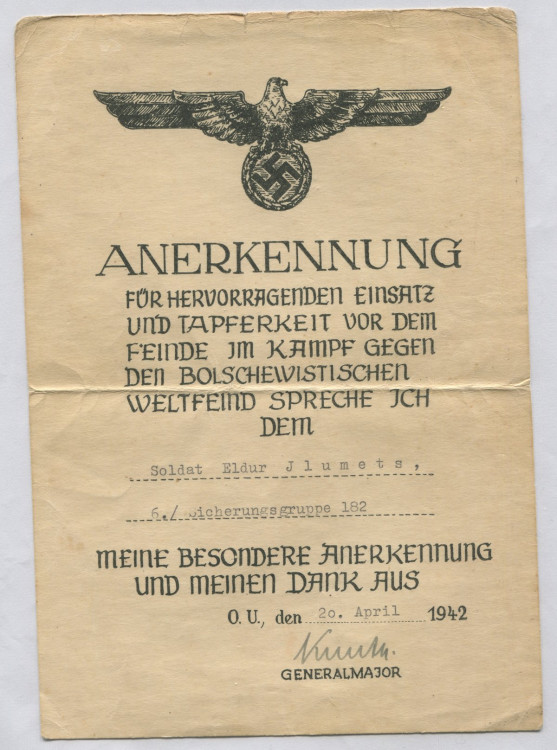 ANERKENNUNG
FÜR HERVORRAGENDEN EINSATZ
UND TAPFERKEIT VOR DEM
FEINDE IM KAMPF GEGEN
DEN BOLSCHEWISTISCHEN
WELTFEIND SPRECHE ICH
DEM
Soldat Eldur Jlumets,
6./ Sicherungsgruppe 182
MEINE BESONDERE ANERKENNUNG
UND MEINEN DANK AUS
O. U., den 20. April 1942
GENERALMAJOR